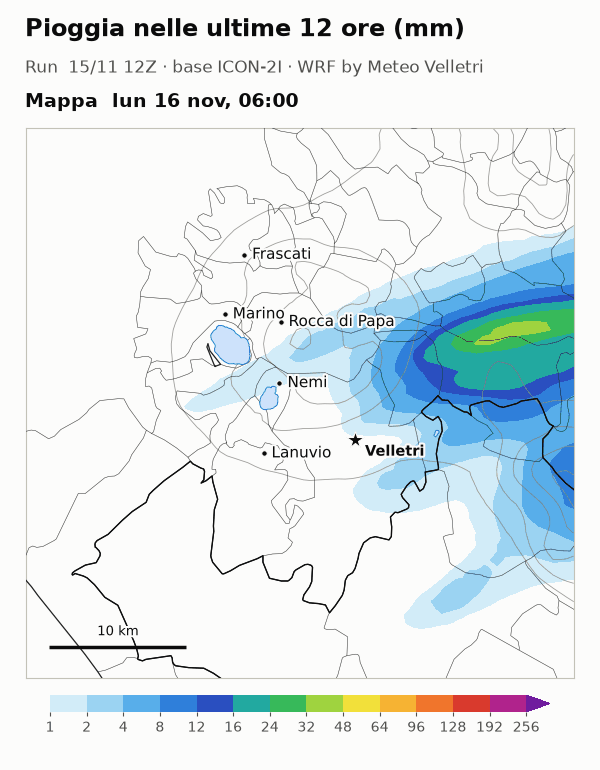 Pioggia nelle ultime 12 ore (mm)
Run 15/11 12Z · base ICON-2I · WRF by Meteo Velletri
Mappa lun 16 nov, 06:00
Frascati
Marino
Rocca di Papa
Nemi
Velletri
Lanuvio
10 km
1 2 4 8 12 16 24 32 48 64 96 128 192 256